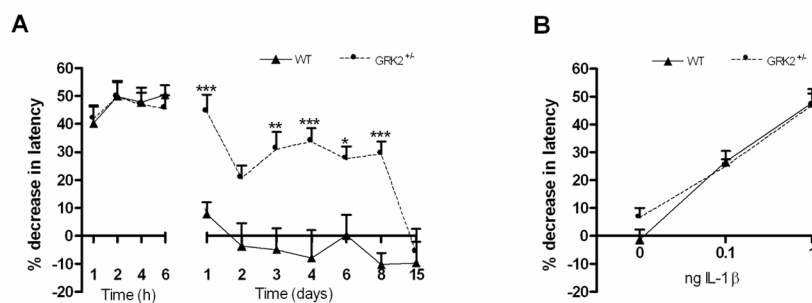 A
WT
GRK2+/-
% decrease in latency
60
50
40
30
20
10
0
-10
-20
***
**
***
*
***
1 2 4 6
Time (h)
1 2 3 4 6 8 15
Time (days)
B
WT
GRK2+/-
% decrease in latency
60
50
40
30
20
10
0
-10
-20
0 0.1 1
ng IL-1β